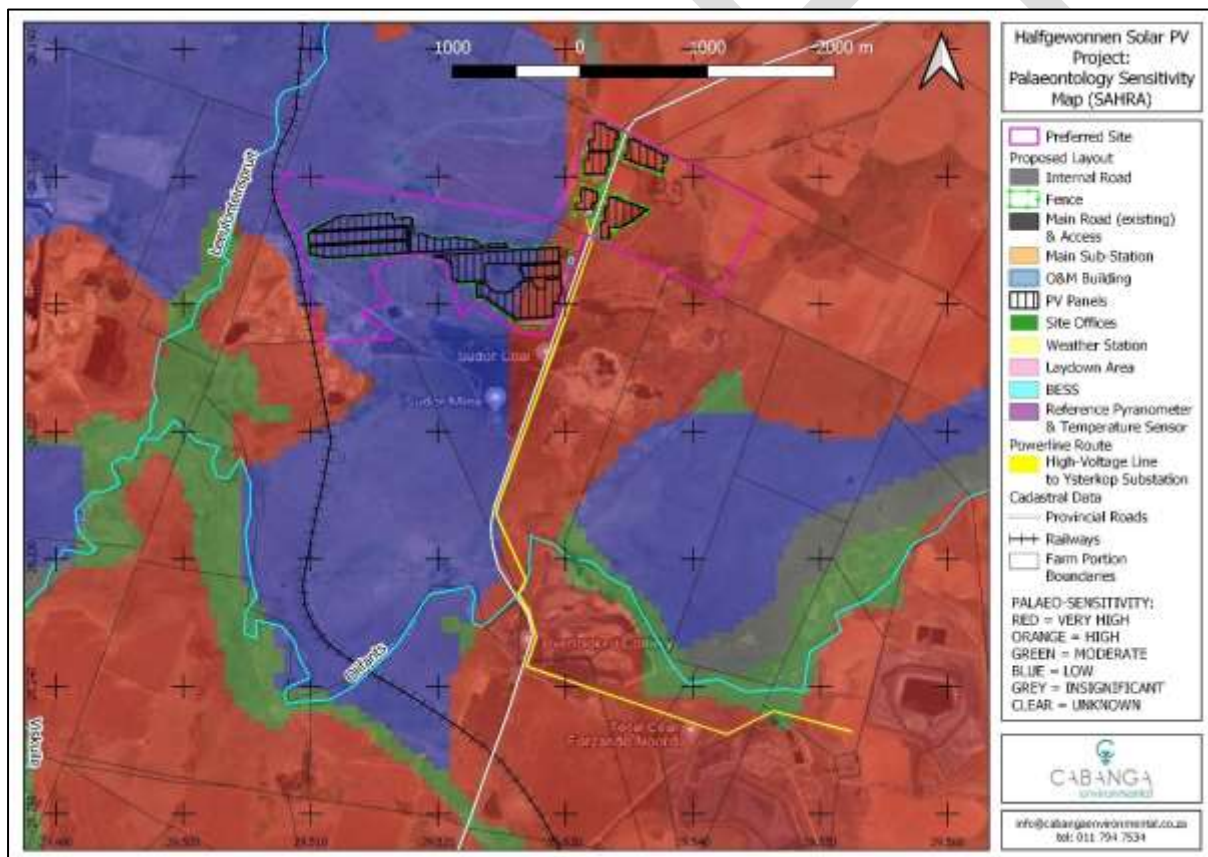 1000 0 1000 2000 m
Halfgewonnen Solar PV
Project:
Palaeontology Sensitivity
Map (SAHRA)
Preferred Site
Proposed Layout
Internal Road
Fence
Main Road (existing)
& Access
Main Sub-Station
O&M Building
PV Panels
Site Offices
Weather Station
Laydown Area
BESS
Reference Pyranometer
& Temperature Sensor
Powerline Route
High-Voltage Line
to Ysterkop Substation
Cadastral Data
Provincial Roads
Railways
Farm Portion
Boundaries
PALAEO-SENSITIVITY:
RED = VERY HIGH
ORANGE = HIGH
GREEN = MODERATE
BLUE = LOW
GREY = INSIGNIFICANT
CLEAR = UNKNOWN
CABANGA
environmental
info@cabangaenvironmental.co.za
tel: 011 794 7534
Sudor Coal
Sudor Mine
Olifants
Total Coal